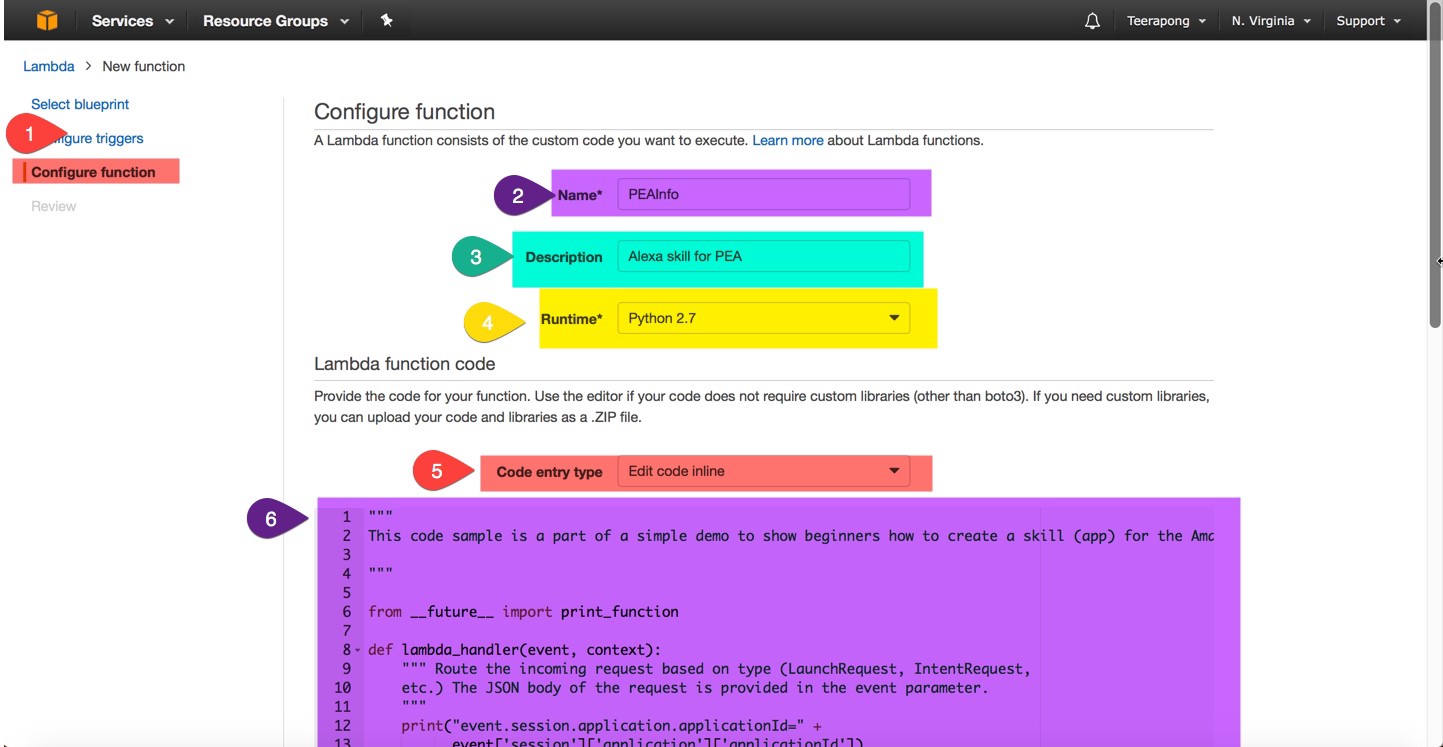 Services Resource Groups Teerapong N. Virginia Support
Lambda > New function
Select blueprint
1 figure triggers
Configure function
Review
Configure function
A Lambda function consists of the custom code you want to execute. Learn more about Lambda functions.
2 Name* PEAInfo
3 Description Alexa skill for PEA
4 Runtime* Python 2.7
Lambda function code
Provide the code for your function. Use the editor if your code does not require custom libraries (other than boto3). If you need custom libraries,
you can upload your code and libraries as a .ZIP file.
5 Code entry type Edit code inline
6
1 """
2 This code sample is a part of a simple demo to show beginners how to create a skill (app) for the Ama
3
4 """
5
6 from __future__ import print_function
7
8 def lambda_handler(event, context):
9 """ Route the incoming request based on type (LaunchRequest, IntentRequest,
10 etc.) The JSON body of the request is provided in the event parameter.
11 """
12 print("event.session.application.applicationId=" +
13 event['session']['application']['applicationId'])